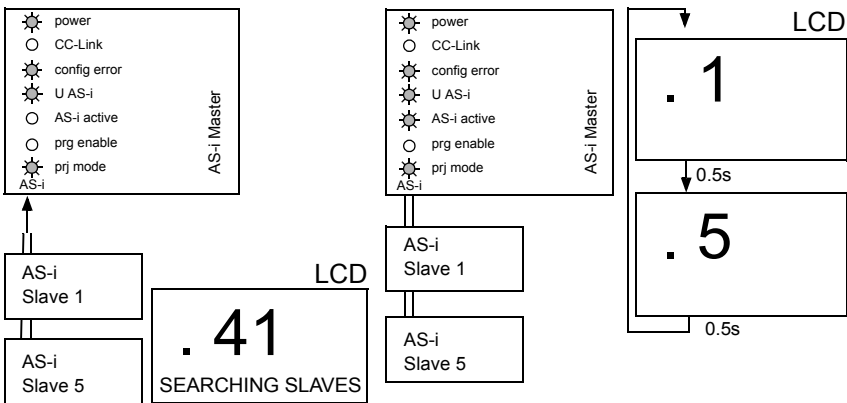 power
CC-Link
config error
U AS-i
AS-i active
prg enable
prj mode
AS-i
AS-i Master
AS-i
Slave 1
AS-i
Slave 5
LCD
. 41
SEARCHING SLAVES
power
CC-Link
config error
U AS-i
AS-i active
prg enable
prj mode
AS-i
AS-i Master
AS-i
Slave 1
AS-i
Slave 5
LCD
. 1
0.5s
. 5
0.5s